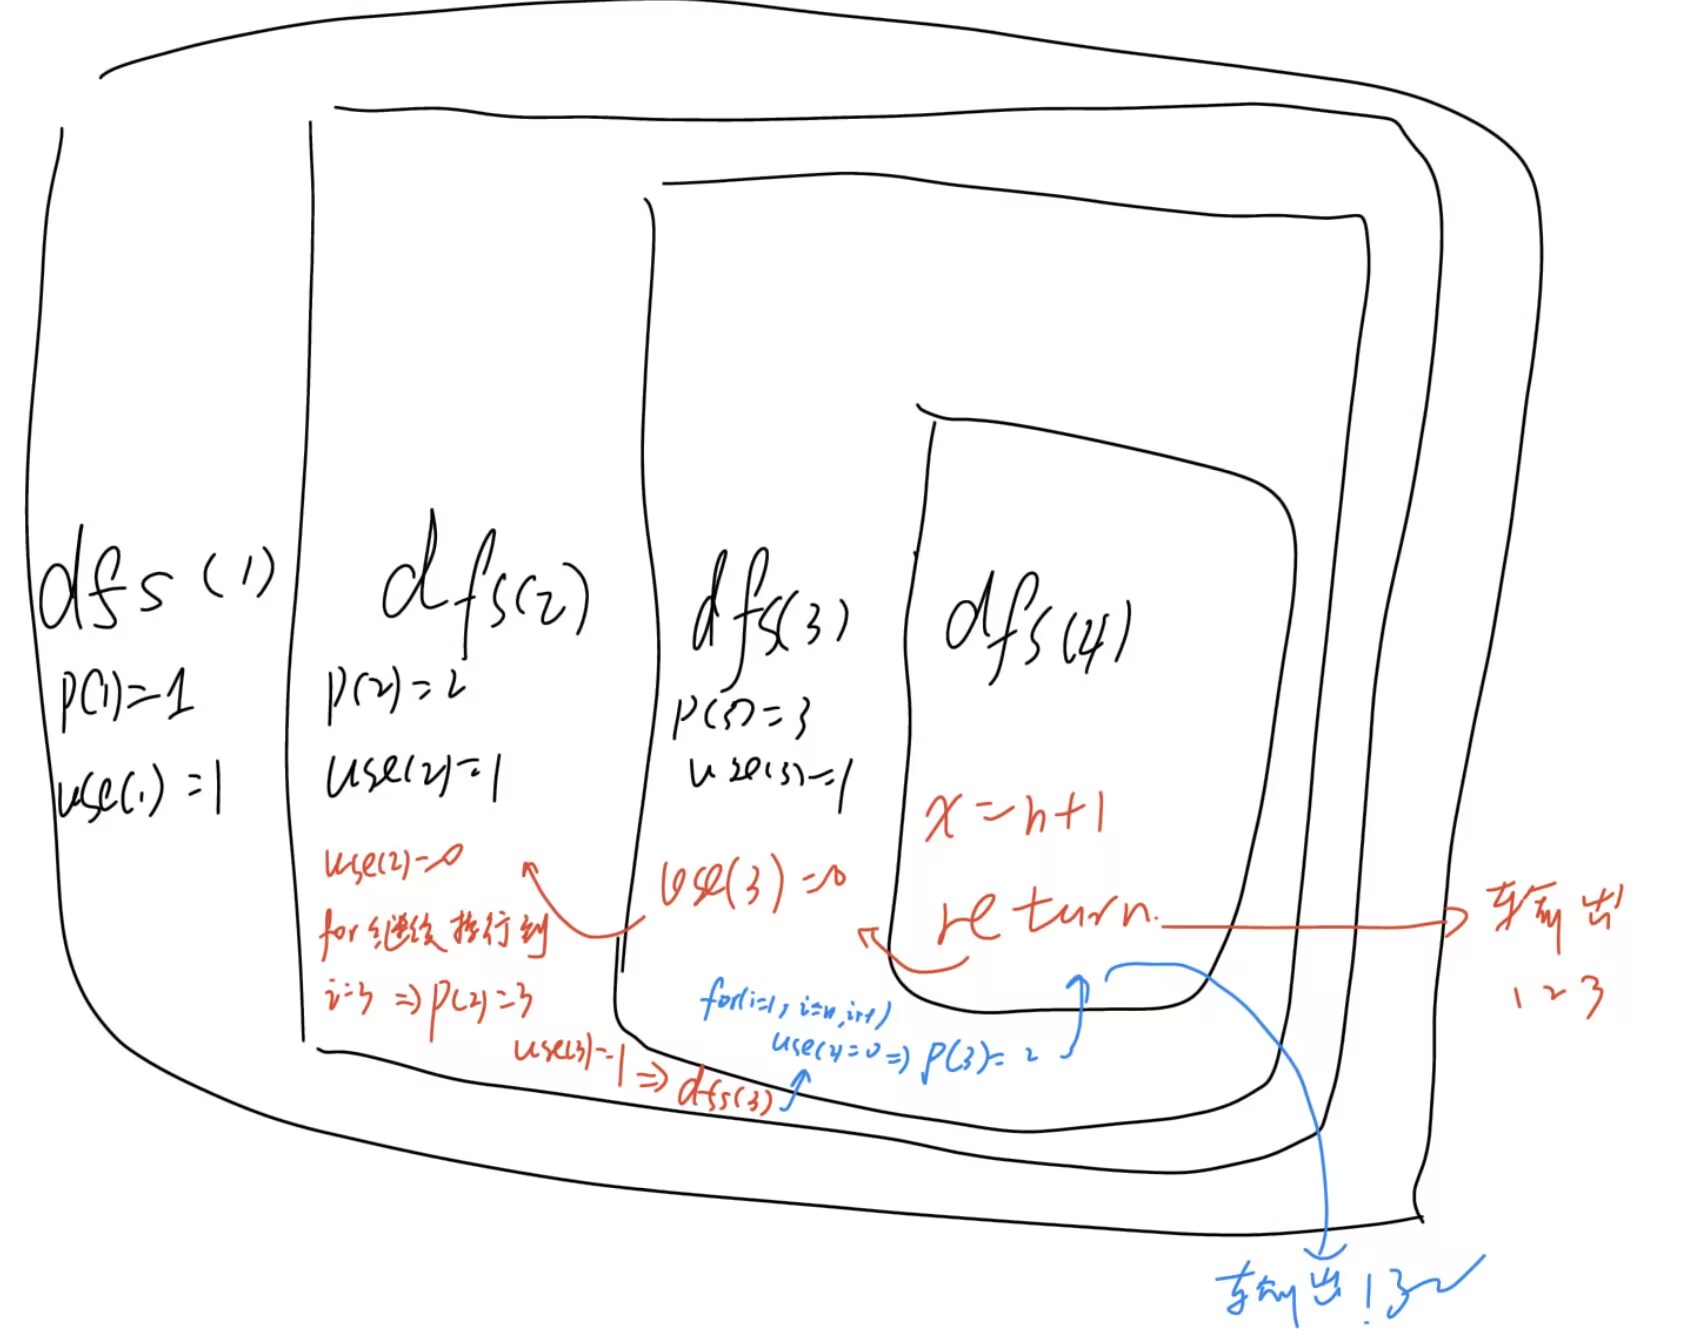 dfs(1)
P(1)=1
use(1)=1
dfs(2)
P(2)=2
use(2)=1
use(2)=0
for继续执行到
i=3 => P(2)=3
use(3)=1 => dfs(3)
dfs(3)
P(3)=3
use(3)=1
use(3)=0
for(i=1, i=n, i++)
use(2)=0 => P(3)=2
dfs(4)
x=n+1
return.
输出
1 2 3
输出 1 3 2